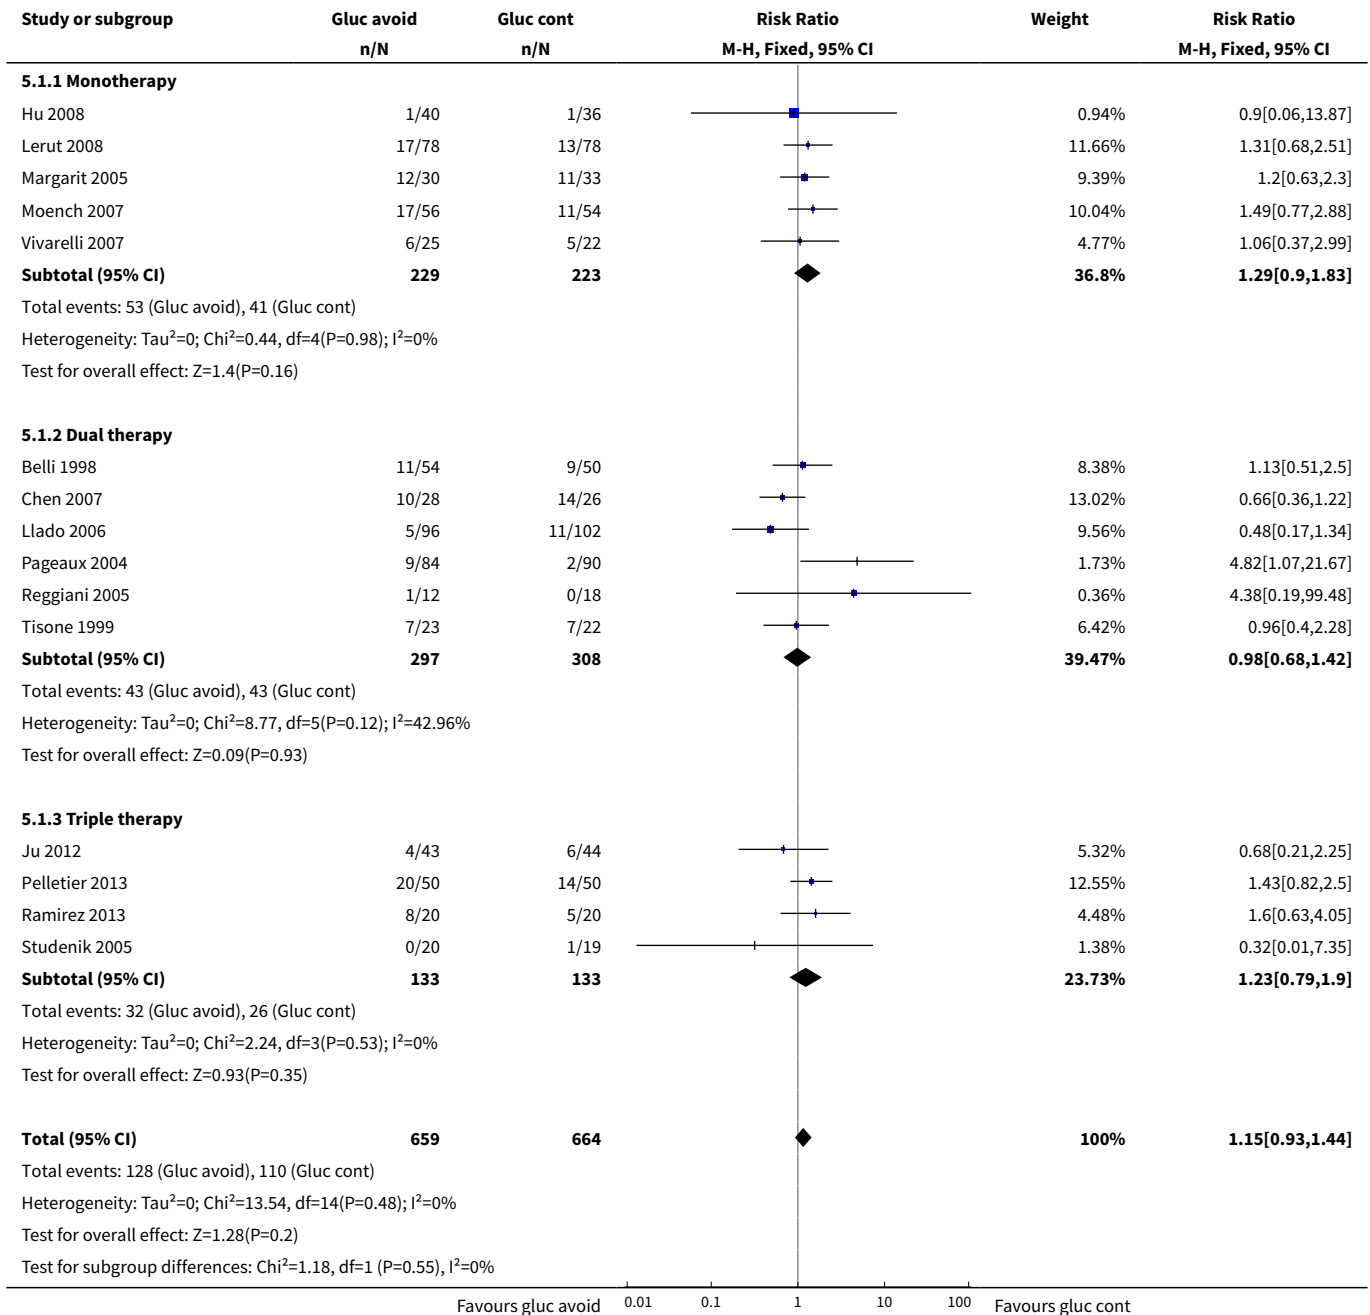 Study or subgroup Gluc avoid Gluc cont Risk Ratio Weight Risk Ratio
n/N n/N M-H, Fixed, 95% CI M-H, Fixed, 95% CI
5.1.1 Monotherapy
Hu 2008 1/40 1/36 0.94% 0.9[0.06,13.87]
Lerut 2008 17/78 13/78 11.66% 1.31[0.68,2.51]
Margarit 2005 12/30 11/33 9.39% 1.2[0.63,2.3]
Moench 2007 17/56 11/54 10.04% 1.49[0.77,2.88]
Vivarelli 2007 6/25 5/22 4.77% 1.06[0.37,2.99]
Subtotal (95% CI) 229 223 36.8% 1.29[0.9,1.83]
Total events: 53 (Gluc avoid), 41 (Gluc cont)
Heterogeneity: Tau²=0; Chi²=0.44, df=4(P=0.98); I²=0%
Test for overall effect: Z=1.4(P=0.16)
5.1.2 Dual therapy
Belli 1998 11/54 9/50 8.38% 1.13[0.51,2.5]
Chen 2007 10/28 14/26 13.02% 0.66[0.36,1.22]
Llado 2006 5/96 11/102 9.56% 0.48[0.17,1.34]
Pageaux 2004 9/84 2/90 1.73% 4.82[1.07,21.67]
Reggiani 2005 1/12 0/18 0.36% 4.38[0.19,99.48]
Tisone 1999 7/23 7/22 6.42% 0.96[0.4,2.28]
Subtotal (95% CI) 297 308 39.47% 0.98[0.68,1.42]
Total events: 43 (Gluc avoid), 43 (Gluc cont)
Heterogeneity: Tau²=0; Chi²=8.77, df=5(P=0.12); I²=42.96%
Test for overall effect: Z=0.09(P=0.93)
5.1.3 Triple therapy
Ju 2012 4/43 6/44 5.32% 0.68[0.21,2.25]
Pelletier 2013 20/50 14/50 12.55% 1.43[0.82,2.5]
Ramirez 2013 8/20 5/20 4.48% 1.6[0.63,4.05]
Studenik 2005 0/20 1/19 1.38% 0.32[0.01,7.35]
Subtotal (95% CI) 133 133 23.73% 1.23[0.79,1.9]
Total events: 32 (Gluc avoid), 26 (Gluc cont)
Heterogeneity: Tau²=0; Chi²=2.24, df=3(P=0.53); I²=0%
Test for overall effect: Z=0.93(P=0.35)
Total (95% CI) 659 664 100% 1.15[0.93,1.44]
Total events: 128 (Gluc avoid), 110 (Gluc cont)
Heterogeneity: Tau²=0; Chi²=13.54, df=14(P=0.48); I²=0%
Test for overall effect: Z=1.28(P=0.2)
Test for subgroup differences: Chi²=1.18, df=1 (P=0.55), I²=0%
Favours gluc avoid 0.01 0.1 1 10 100 Favours gluc cont